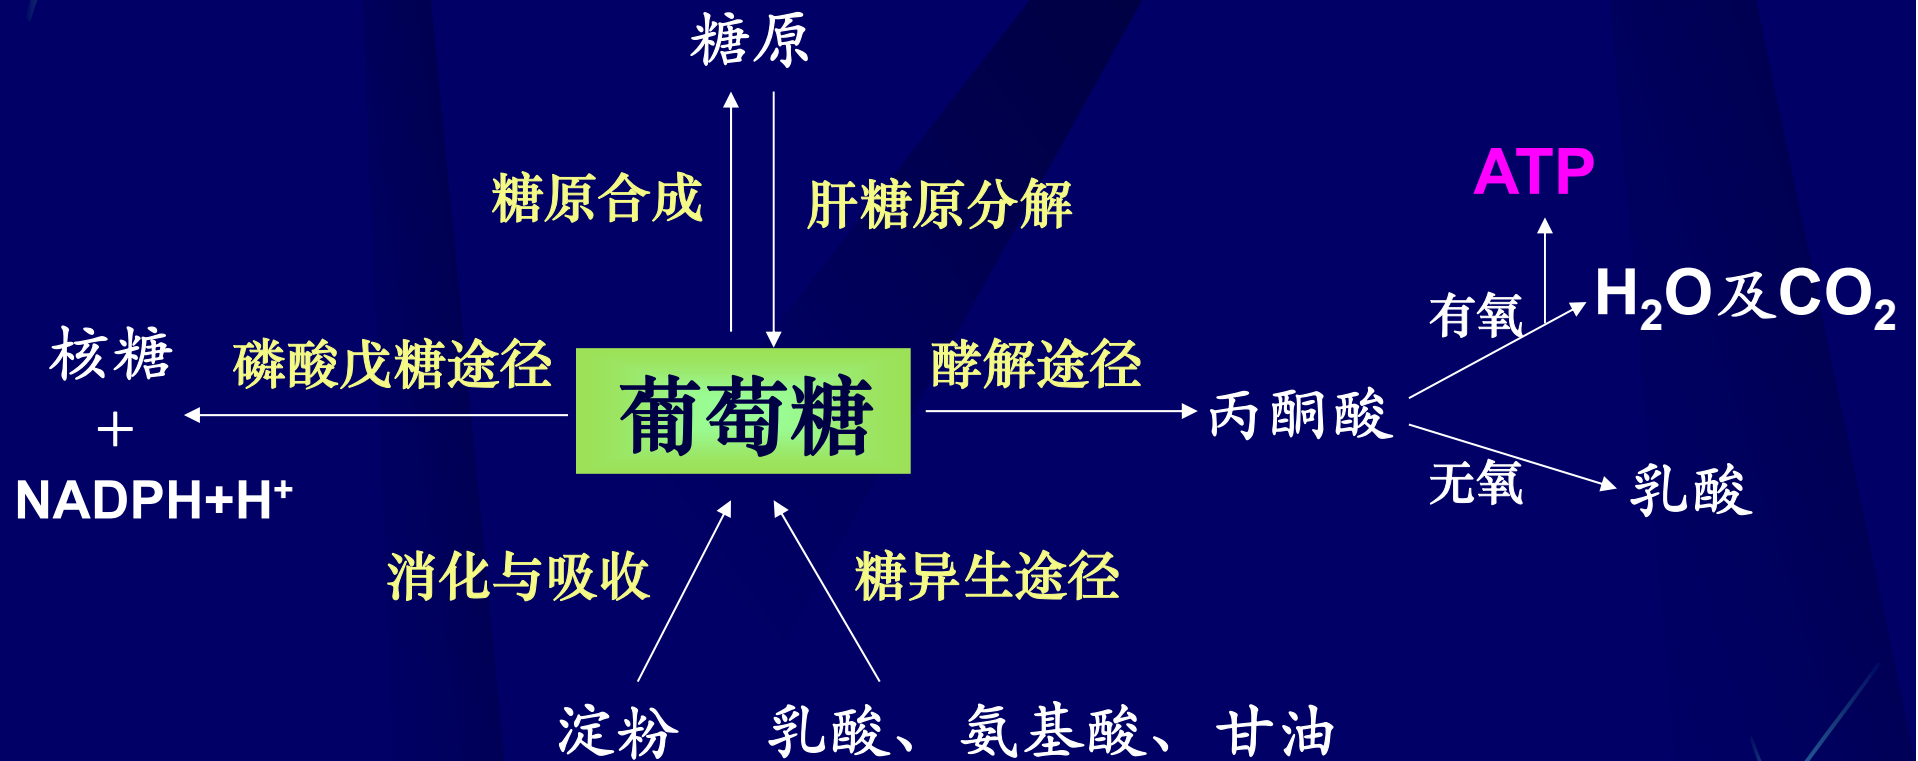 糖原
ATP
糖原合成 肝糖原分解
H₂O及CO₂
有氧
核糖 磷酸戊糖途径 酵解途径
+ 葡萄糖 丙酮酸
NADPH+H⁺ 无氧 乳酸
消化与吸收 糖异生途径
淀粉 乳酸、氨基酸、甘油